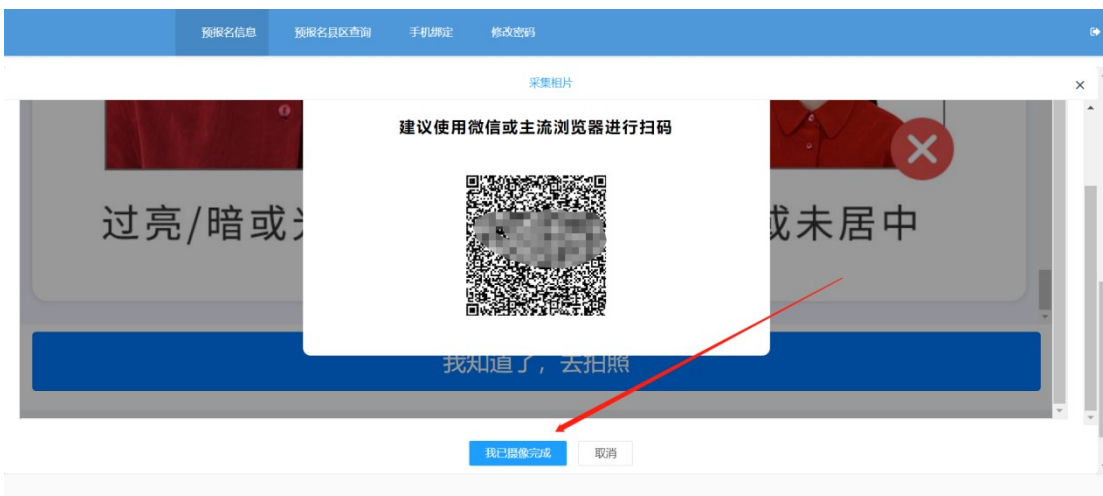 预报名信息 预报名县区查询 手机绑定 修改密码
采集相片
建议使用微信或主流浏览器进行扫码
过亮/暗或
或未居中
我知道了，去拍照
我已摄像完成 取消